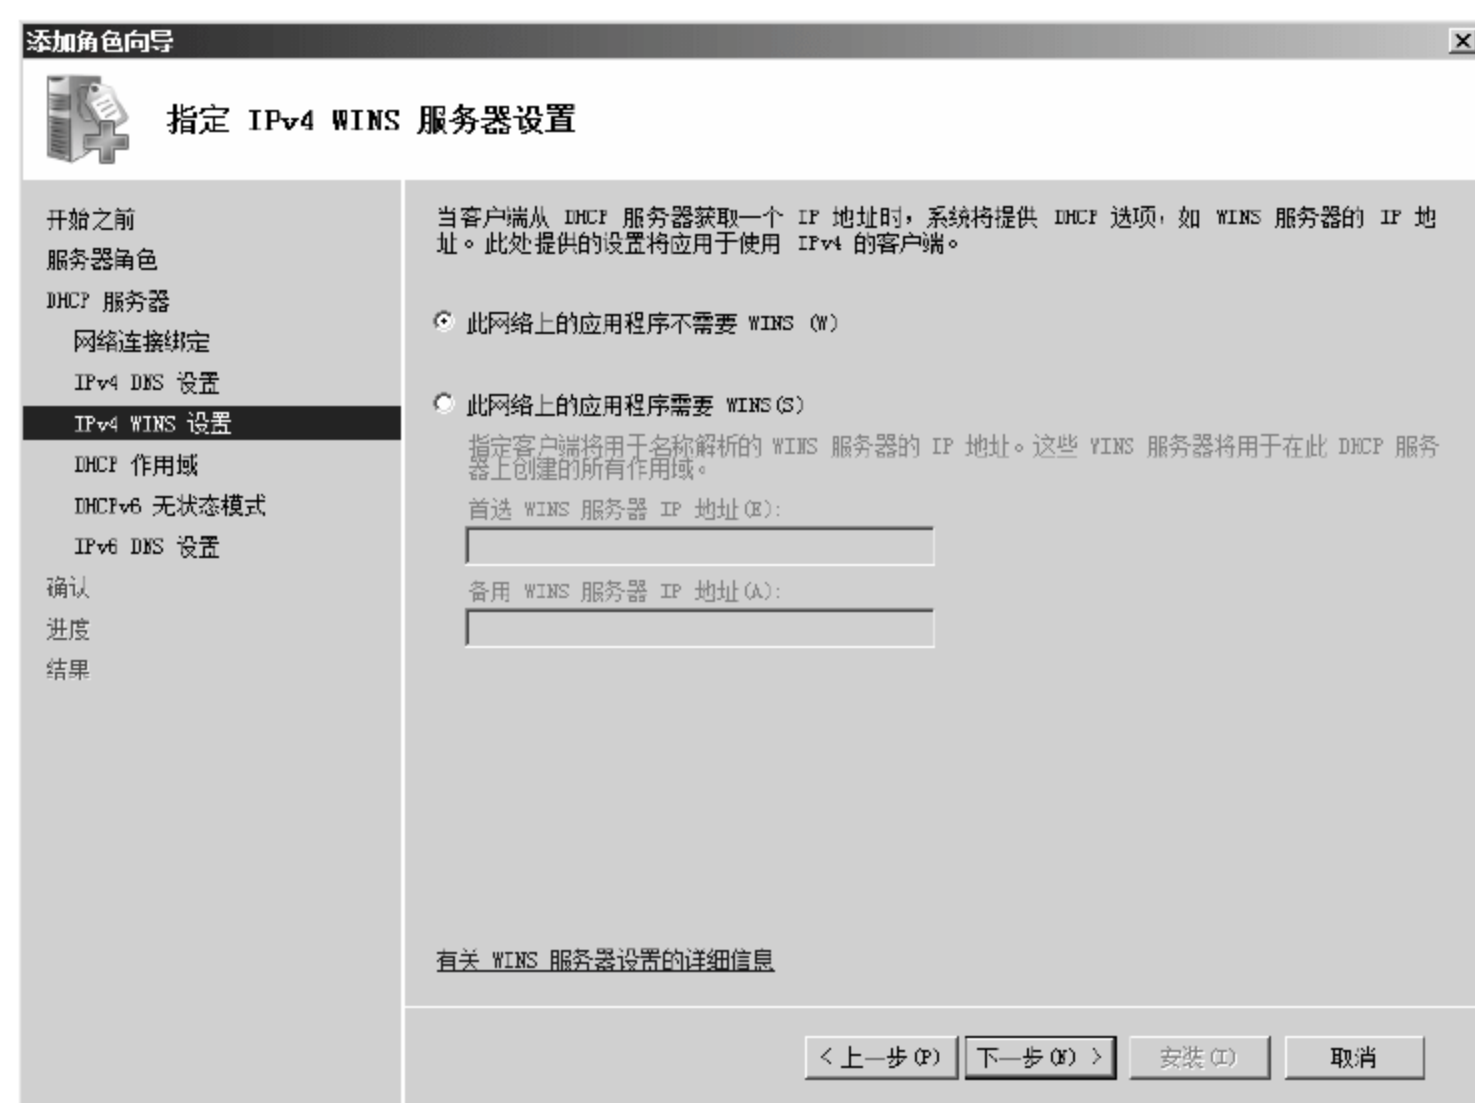 添加角色向导
指定 IPv4 WINS 服务器设置
开始之前
服务器角色
DHCP 服务器
网络连接绑定
IPv4 DNS 设置
IPv4 WINS 设置
DHCP 作用域
DHCPv6 无状态模式
IPv6 DNS 设置
确认
进度
结果
当客户端从 DHCP 服务器获取一个 IP 地址时，系统将提供 DHCP 选项，如 WINS 服务器的 IP 地
址。此处提供的设置将应用于使用 IPv4 的客户端。
此网络上的应用程序不需要 WINS (W)
此网络上的应用程序需要 WINS(S)
指定客户端将用于名称解析的 WINS 服务器的 IP 地址。这些 WINS 服务器将用于在此 DHCP 服务
器上创建的所有作用域。
首选 WINS 服务器 IP 地址(E):
备用 WINS 服务器 IP 地址(A):
有关 WINS 服务器设置的详细信息
< 上一步(P) 下一步(N) > 安装(I) 取消